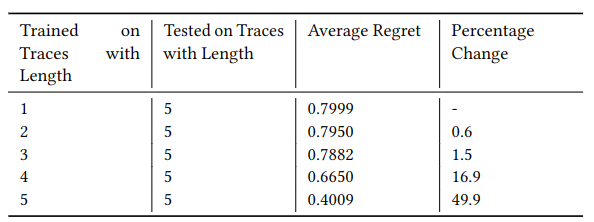 Trained on Tested on Traces Average Regret Percentage
Traces with with Length Change
Length
1 5 0.7999 -
2 5 0.7950 0.6
3 5 0.7882 1.5
4 5 0.6650 16.9
5 5 0.4009 49.9